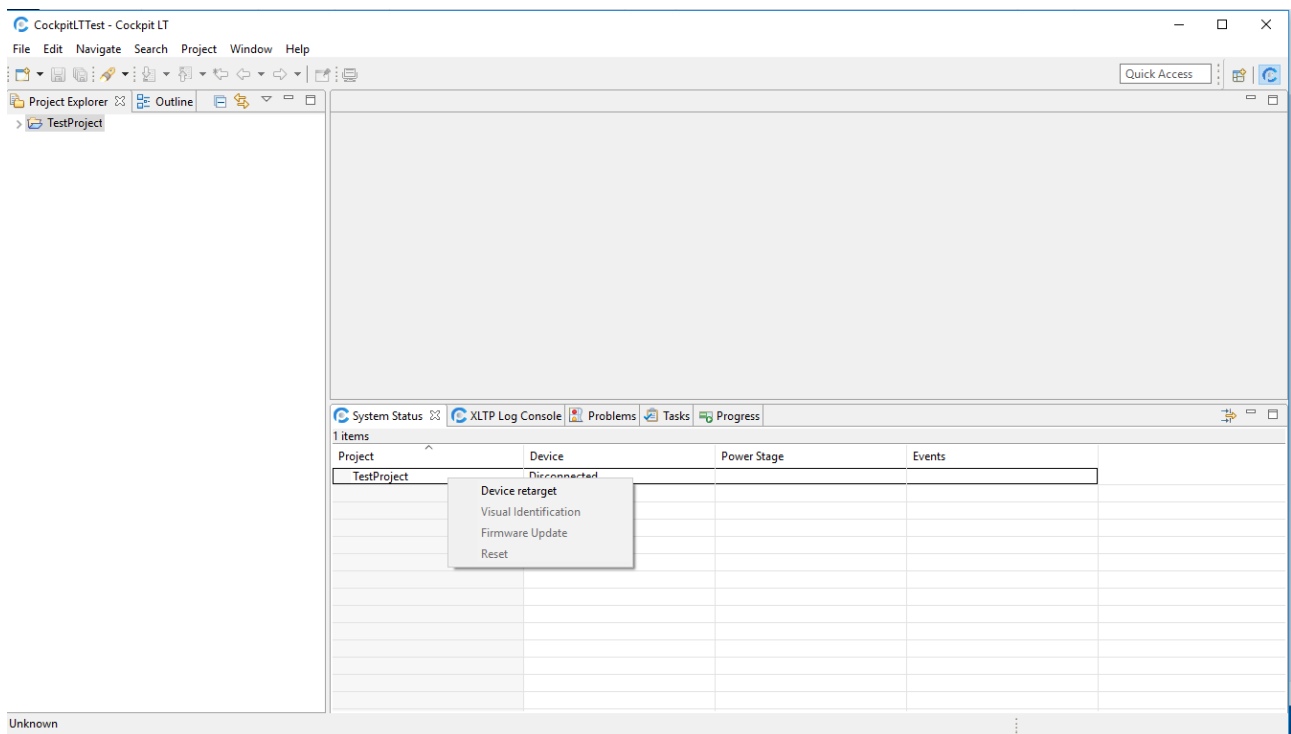 CockpitLTTest - Cockpit LT
File Edit Navigate Search Project Window Help
Quick Access
Project Explorer Outline
TestProject
System Status XLTP Log Console Problems Tasks Progress
1 items
Project Device Power Stage Events
TestProject Disconnected
Device retarget
Visual Identification
Firmware Update
Reset
Unknown